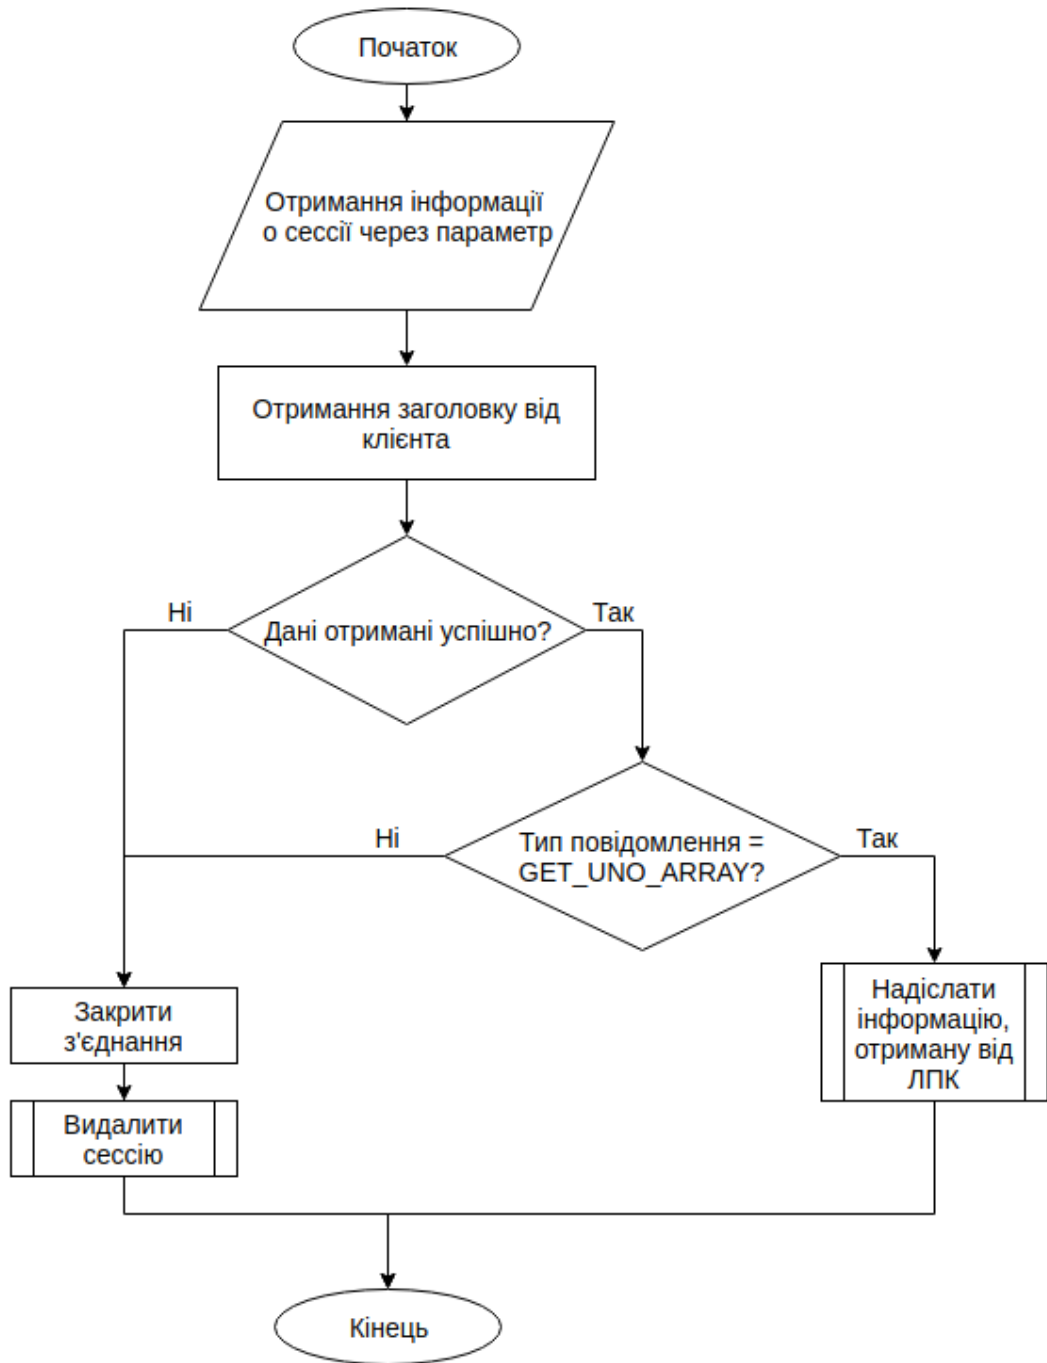 Початок
Отримання інформації
о сессії через параметр
Отримання заголовку від
клієнта
Дані отримані успішно?
Ні
Так
Тип повідомлення =
GET_UNO_ARRAY?
Ні
Так
Закрити
з'єднання
Надіслати
інформацію,
отриману від
ЛПК
Видалити
сессію
Кінець